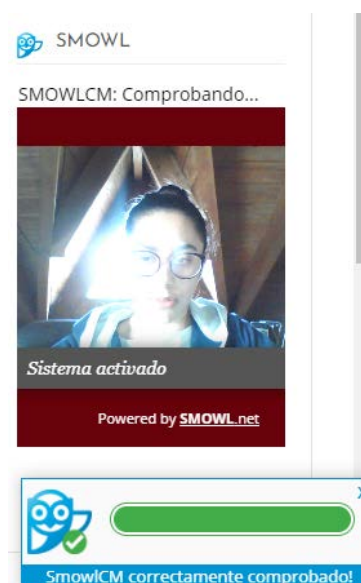 SMOWL
SMOWLCM: Comprobando...
Sistema activado
Powered by SMOWL.net
x
SmowlCM correctamente comprobado!